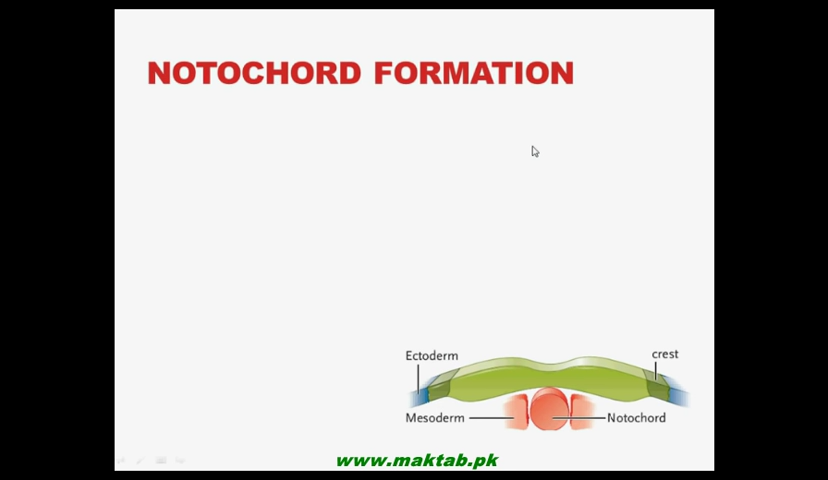 NOTOCHORD FORMATION
Ectoderm
crest
Mesoderm
Notochord
www.maktab.pk